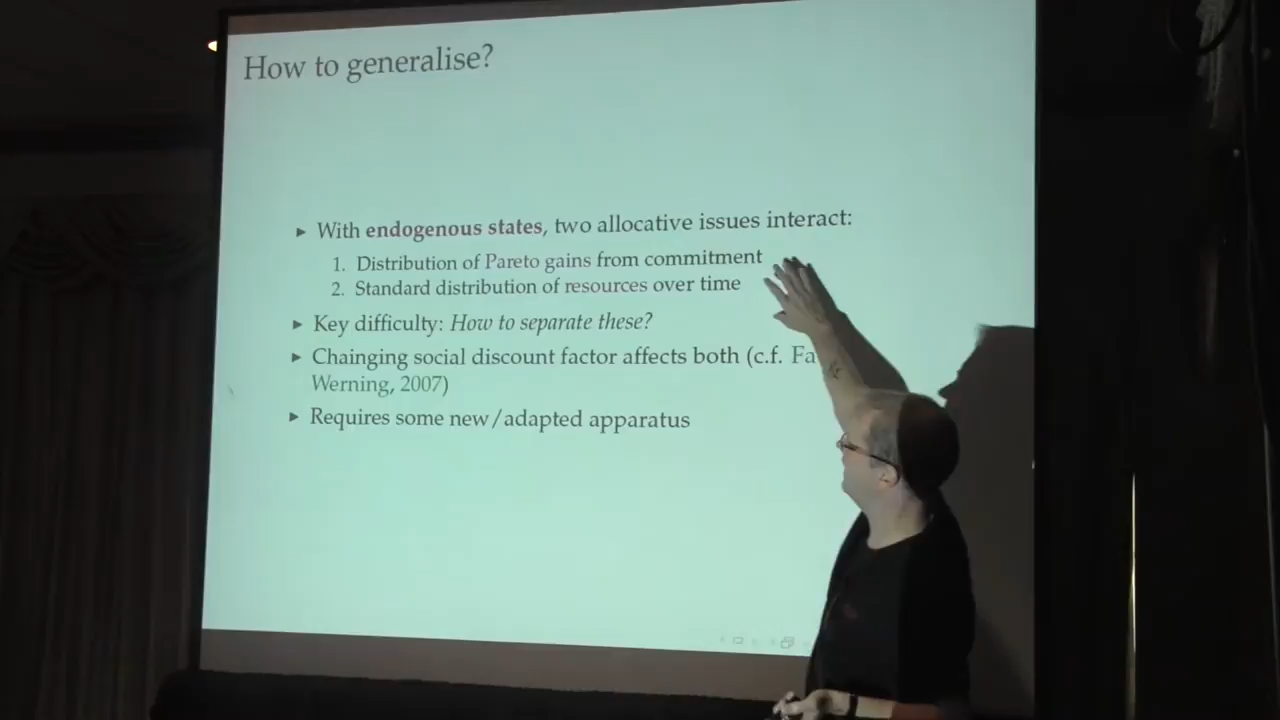 How to generalise?
▸ With endogenous states, two allocative issues interact:
1. Distribution of Pareto gains from commitment
2. Standard distribution of resources over time
▸ Key difficulty: How to separate these?
▸ Chainging social discount factor affects both (c.f. Fa
Werning, 2007)
▸ Requires some new/adapted apparatus